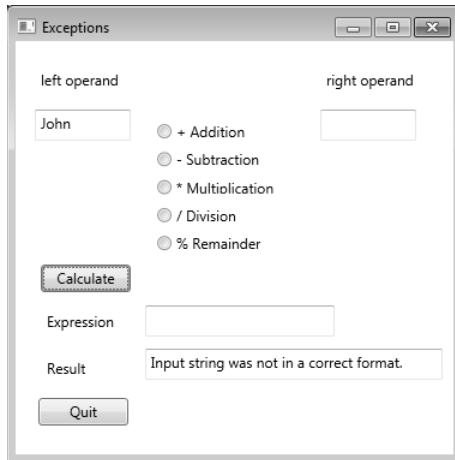 Exceptions
left operand
right operand
John
+ Addition
- Subtraction
* Multiplication
/ Division
% Remainder
Calculate
Expression
Result
Input string was not in a correct format.
Quit